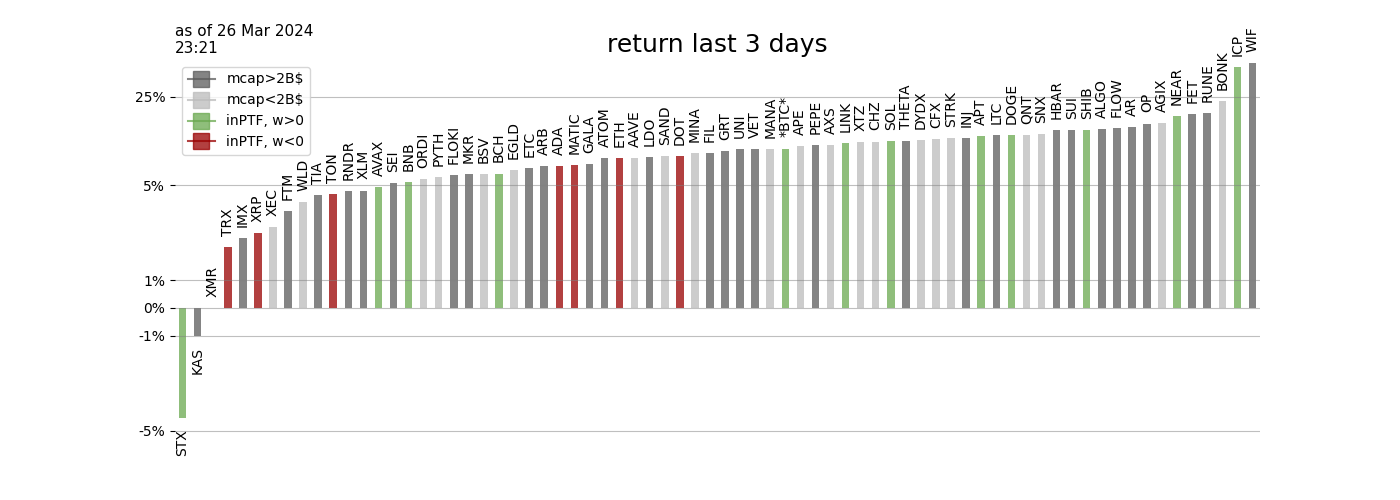 as of 26 Mar 2024
23:21
return last 3 days
mcap>2B$
mcap<2B$
inPTF, w>0
inPTF, w<0
25%
5%
1%
0%
-1%
-5%
STX
KAS
XMR
TRX
IMX
XRP
XEC
FTM
WLD
TIA
TON
RNDR
XLM
AVAX
SEI
BNB
ORDI
PYTH
FLOKI
MKR
BSV
BCH
EGLD
ETC
ARB
ADA
MATIC
GALA
ATOM
ETH
AAVE
LDO
SAND
DOT
MINA
FIL
GRT
UNI
VET
MANA
*BTC*
APE
PEPE
AXS
LINK
XTZ
CHZ
SOL
THETA
DYDX
CFX
STRK
INJ
APT
LTC
DOGE
QNT
SNX
HBAR
SUI
SHIB
ALGO
FLOW
AR
OP
AGIX
NEAR
FET
RUNE
BONK
ICP
WIF